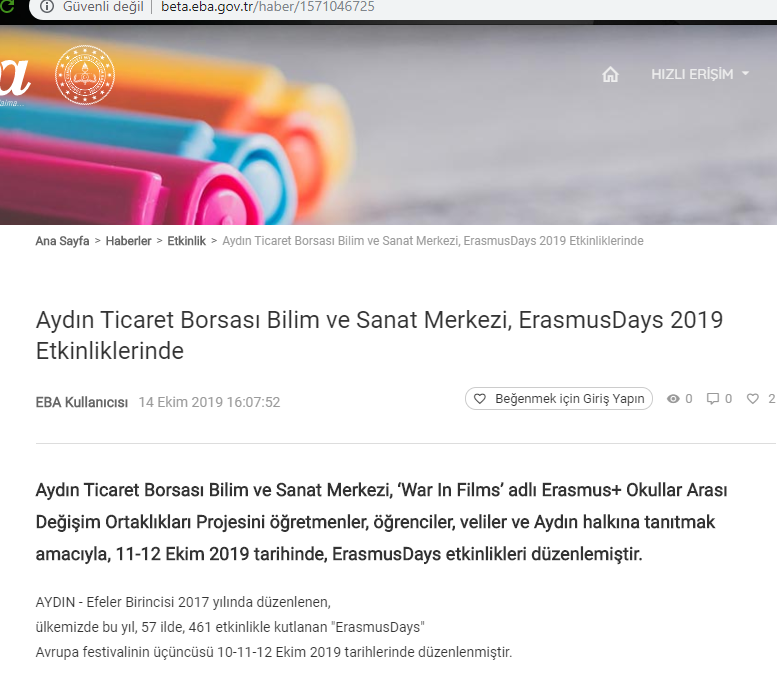 Güvenli değil | beta.eba.gov.tr/haber/1571046725
a
HIZLI ERİŞİM
Ana Sayfa > Haberler > Etkinlik > Aydın Ticaret Borsası Bilim ve Sanat Merkezi, ErasmusDays 2019 Etkinliklerinde
Aydın Ticaret Borsası Bilim ve Sanat Merkezi, ErasmusDays 2019
Etkinliklerinde
EBA Kullanıcısı 14 Ekim 2019 16:07:52 Beğenmek için Giriş Yapın 0 0 2
Aydın Ticaret Borsası Bilim ve Sanat Merkezi, ‘War In Films’ adlı Erasmus+ Okullar Arası
Değişim Ortaklıkları Projesini öğretmenler, öğrenciler, veliler ve Aydın halkına tanıtmak
amacıyla, 11-12 Ekim 2019 tarihinde, ErasmusDays etkinlikleri düzenlemiştir.
AYDIN - Efeler Birincisi 2017 yılında düzenlenen,
ülkemizde bu yıl, 57 ilde, 461 etkinlikle kutlanan "ErasmusDays"
Avrupa festivalinin üçüncüsü 10-11-12 Ekim 2019 tarihlerinde düzenlenmiştir.